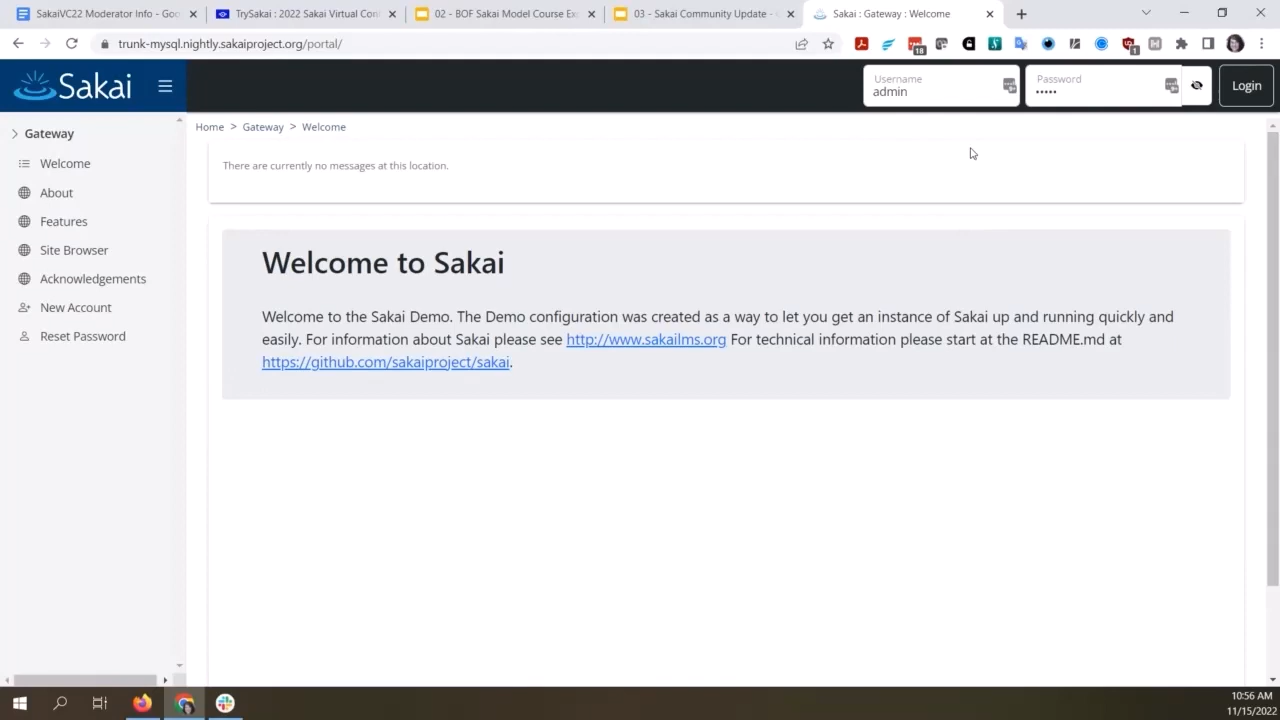 SakaiVC22 Moderator Info - Goo
TrySakai : 2022 Sakai Virtual Con
02 - BOF Sakai Model Course Ex
03 - Sakai Community Update - 
Sakai : Gateway : Welcome
trunk-mysql.nightly.sakaiproject.org/portal/
18
1
Sakai
Username
admin
Password
•••••
Login
Gateway
Welcome
About
Features
Site Browser
Acknowledgements
New Account
Reset Password
Home > Gateway > Welcome
There are currently no messages at this location.
Welcome to Sakai
Welcome to the Sakai Demo. The Demo configuration was created as a way to let you get an instance of Sakai up and running quickly and
easily. For information about Sakai please see http://www.sakailms.org For technical information please start at the README.md at
https://github.com/sakaiproject/sakai.
10:56 AM
11/15/2022